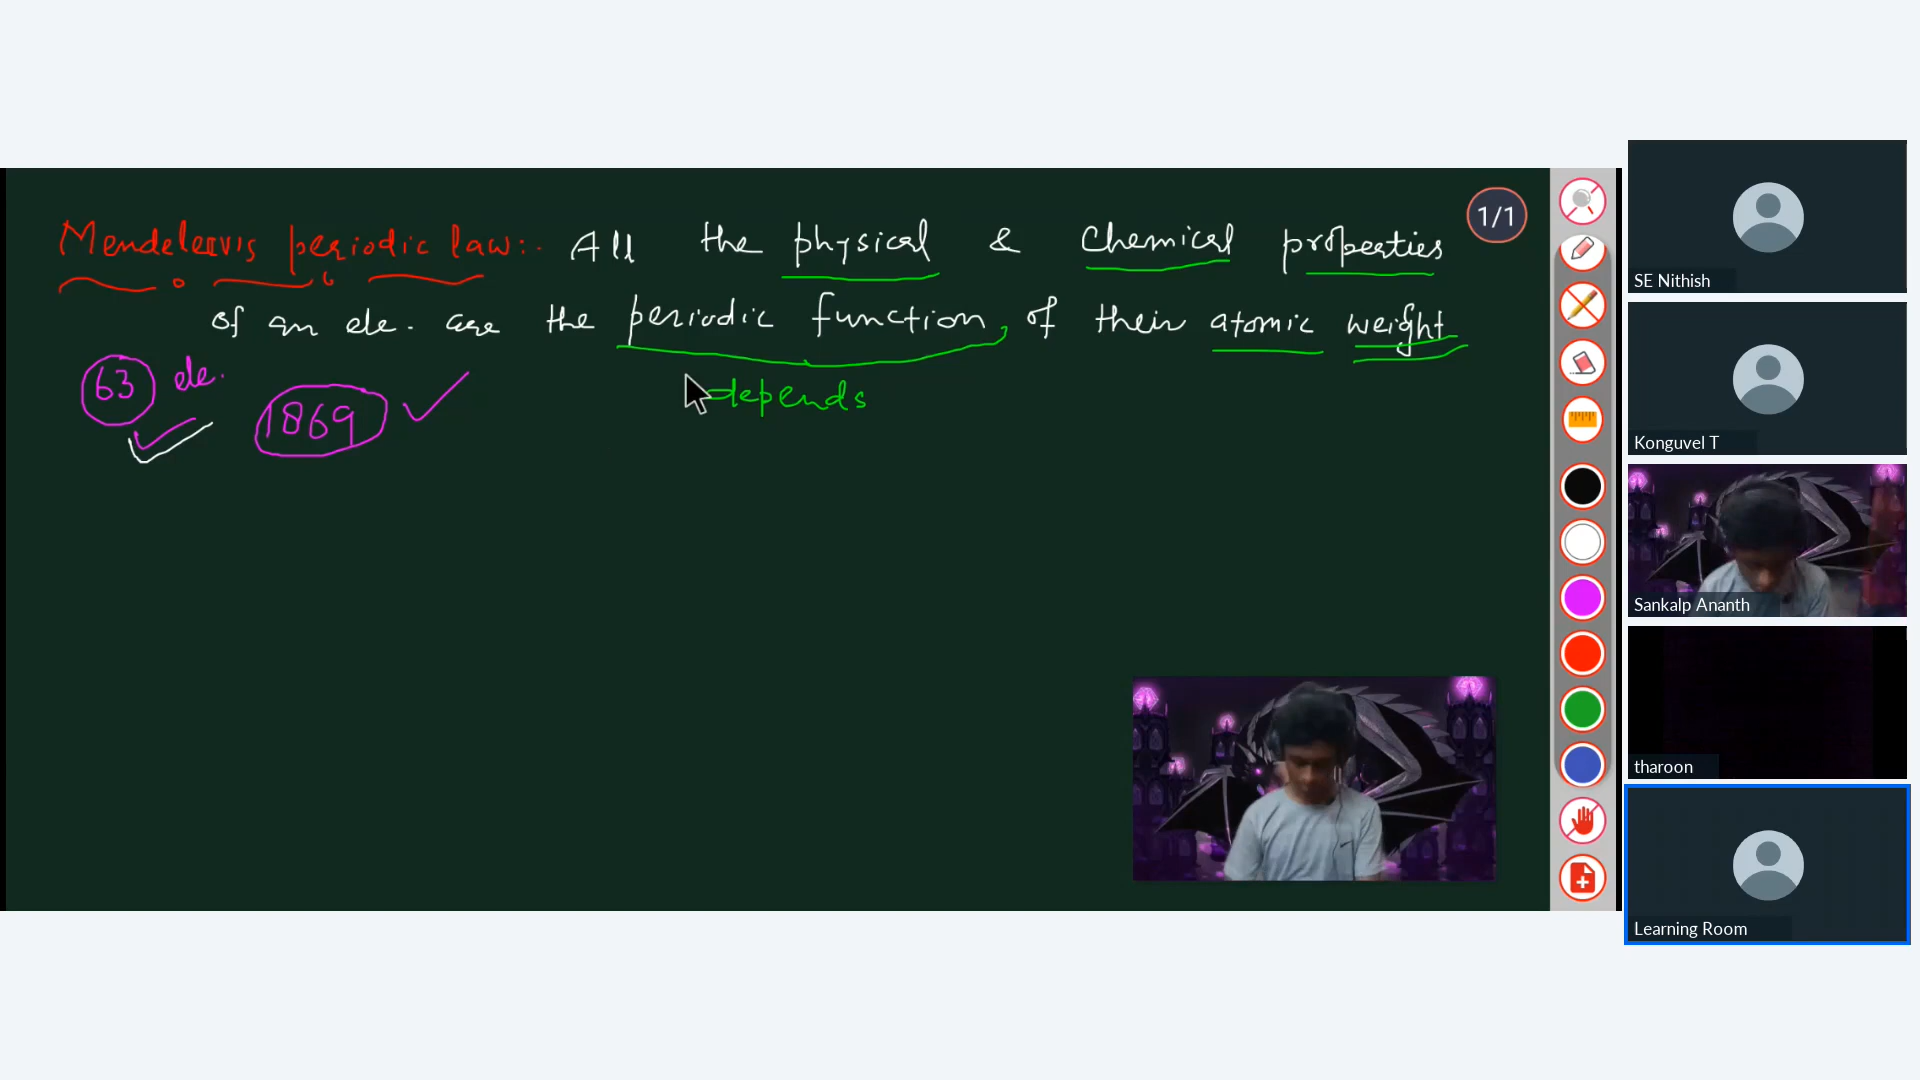 Mendeleevis periodic law:- All the physical & chemical properties
of an ele. are the periodic function, of their atomic weight
63 ele.
1869
depends
1/1
SE Nithish
Konguvel T
Sankalp Ananth
tharoon
Learning Room